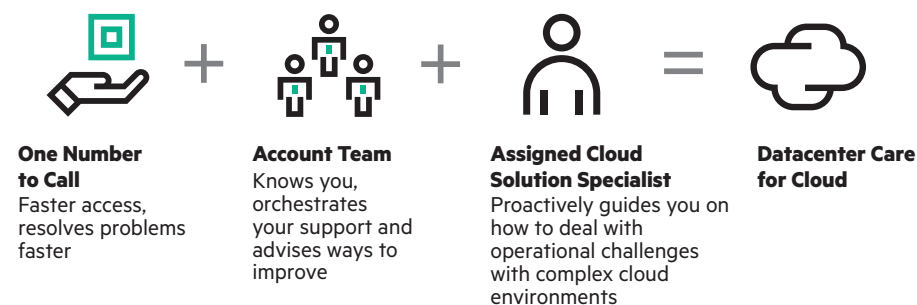 One Number
to Call
Faster access,
resolves problems
faster
Account Team
Knows you,
orchestrates
your support and
advises ways to
improve
Assigned Cloud
Solution Specialist
Proactively guides you on
how to deal with
operational challenges
with complex cloud
environments
Datacenter Care
for Cloud